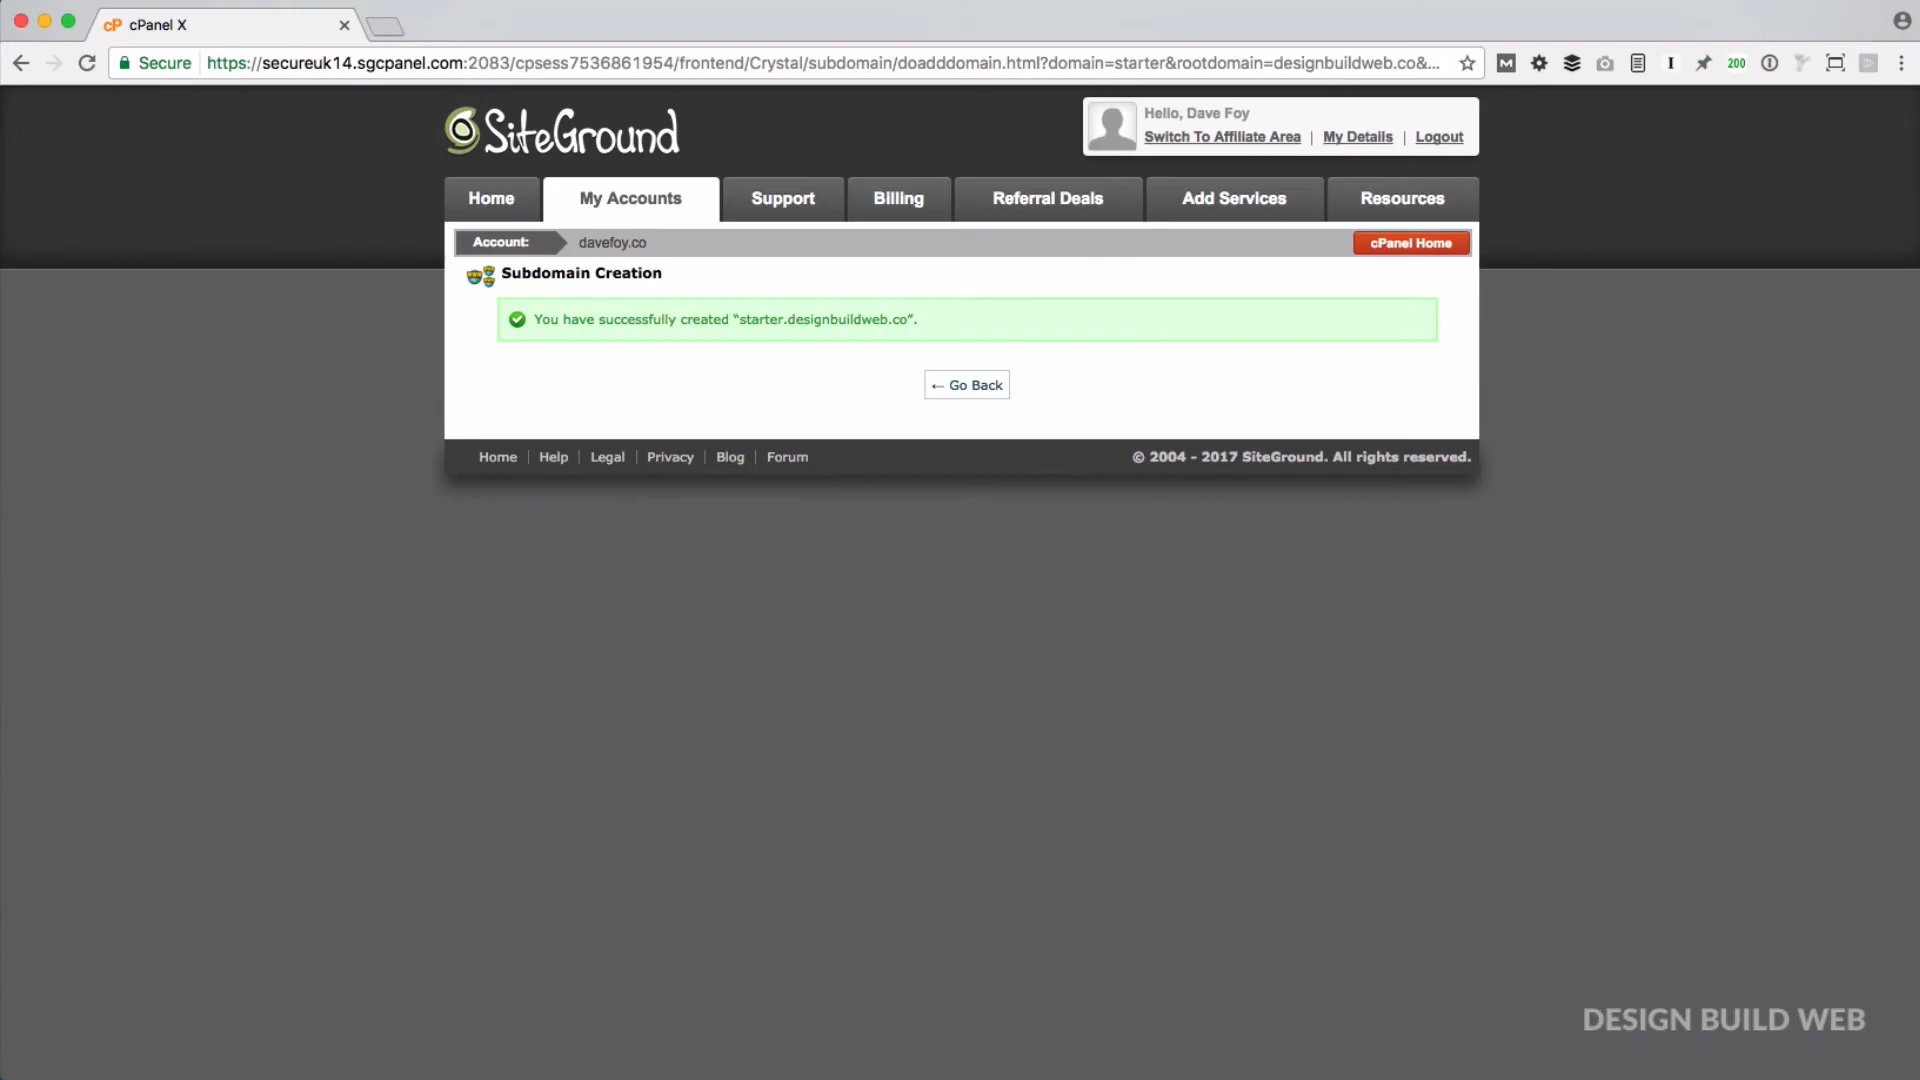 cP cPanel X
Secure https://secureuk14.sgcpanel.com:2083/cpsess7536861954/frontend/Crystal/subdomain/doadddomain.html?domain=starter&rootdomain=designbuildweb.co&... M I 200
SiteGround
Hello, Dave Foy
Switch To Affiliate Area | My Details | Logout
Home My Accounts Support Billing Referral Deals Add Services Resources
Account: davefoy.co cPanel Home
Subdomain Creation
You have successfully created “starter.designbuildweb.co”.
← Go Back
Home | Help | Legal | Privacy | Blog | Forum © 2004 - 2017 SiteGround. All rights reserved.
DESIGN BUILD WEB